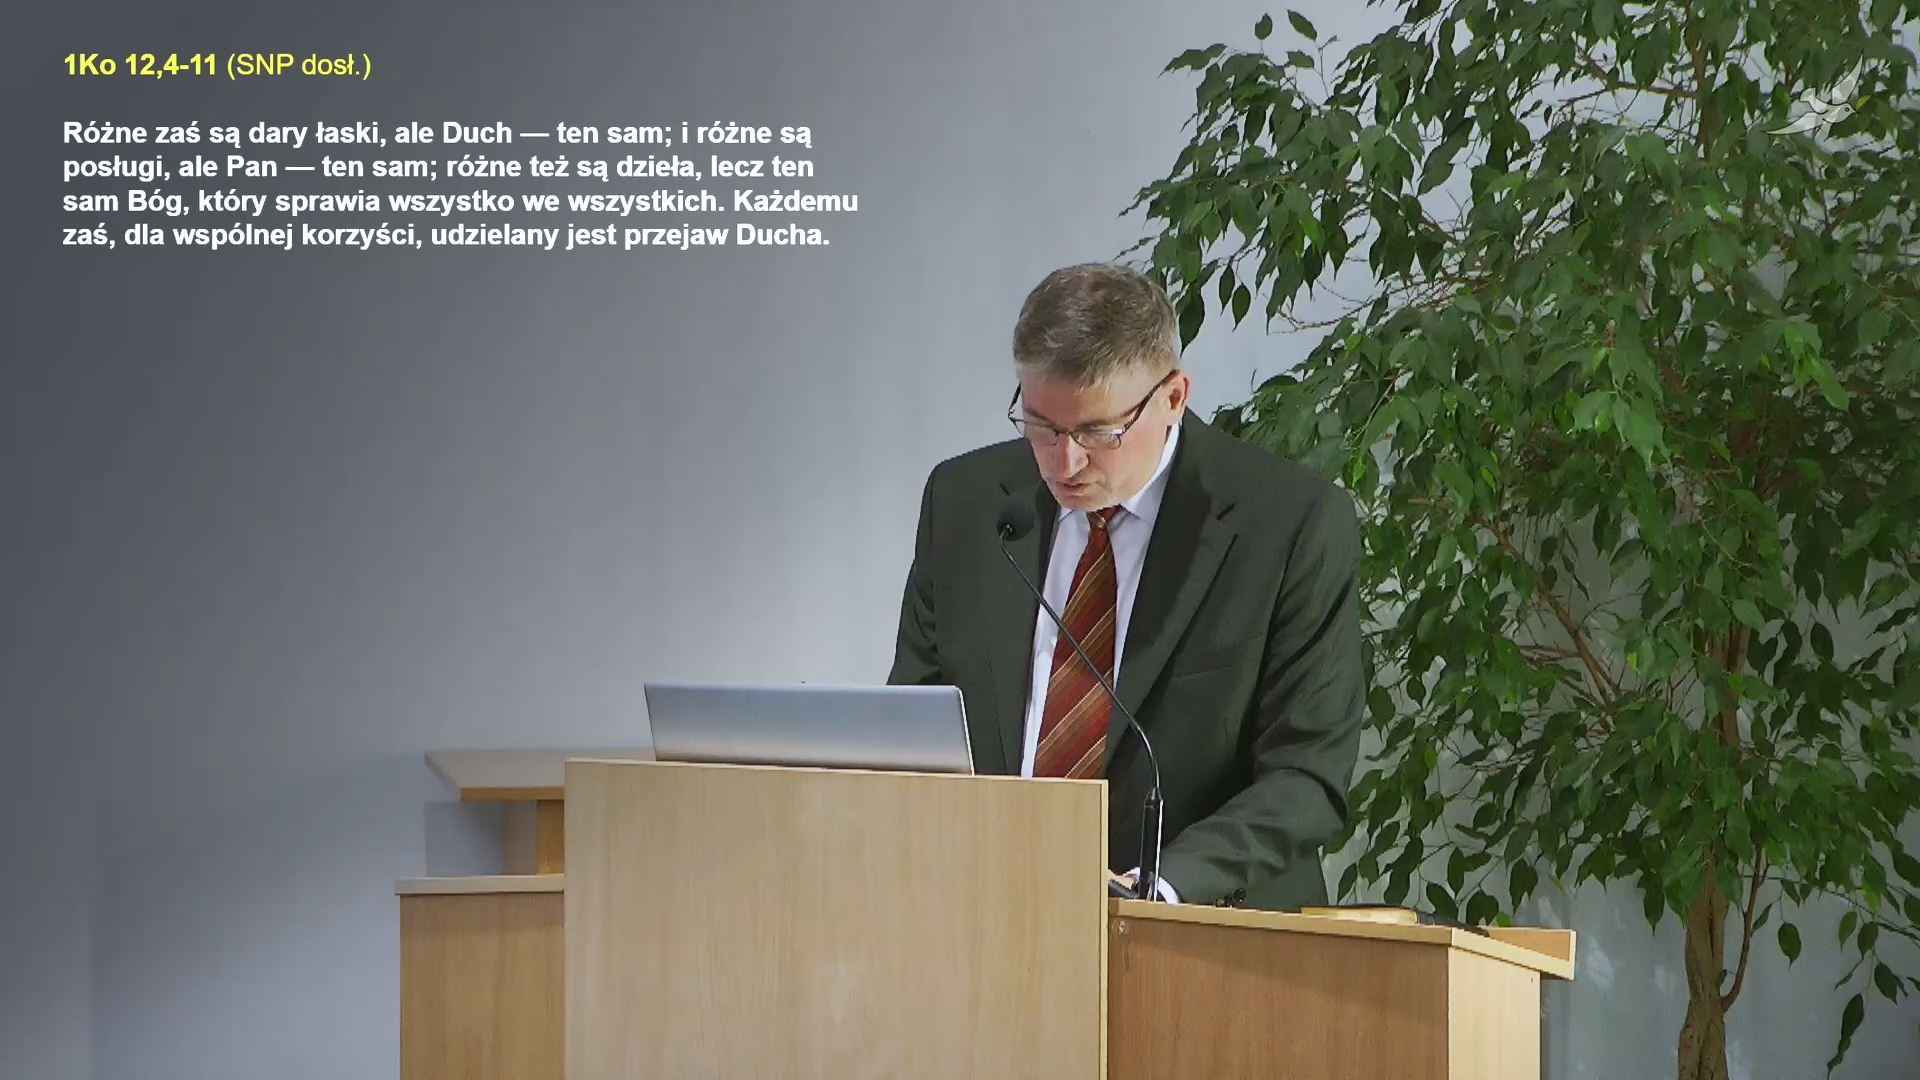 1Ko 12,4-11 (SNP dosł.)
Różne zaś są dary łaski, ale Duch — ten sam; i różne są
posługi, ale Pan — ten sam; różne też są dzieła, lecz ten
sam Bóg, który sprawia wszystko we wszystkich. Każdemu
zaś, dla wspólnej korzyści, udzielany jest przejaw Ducha.